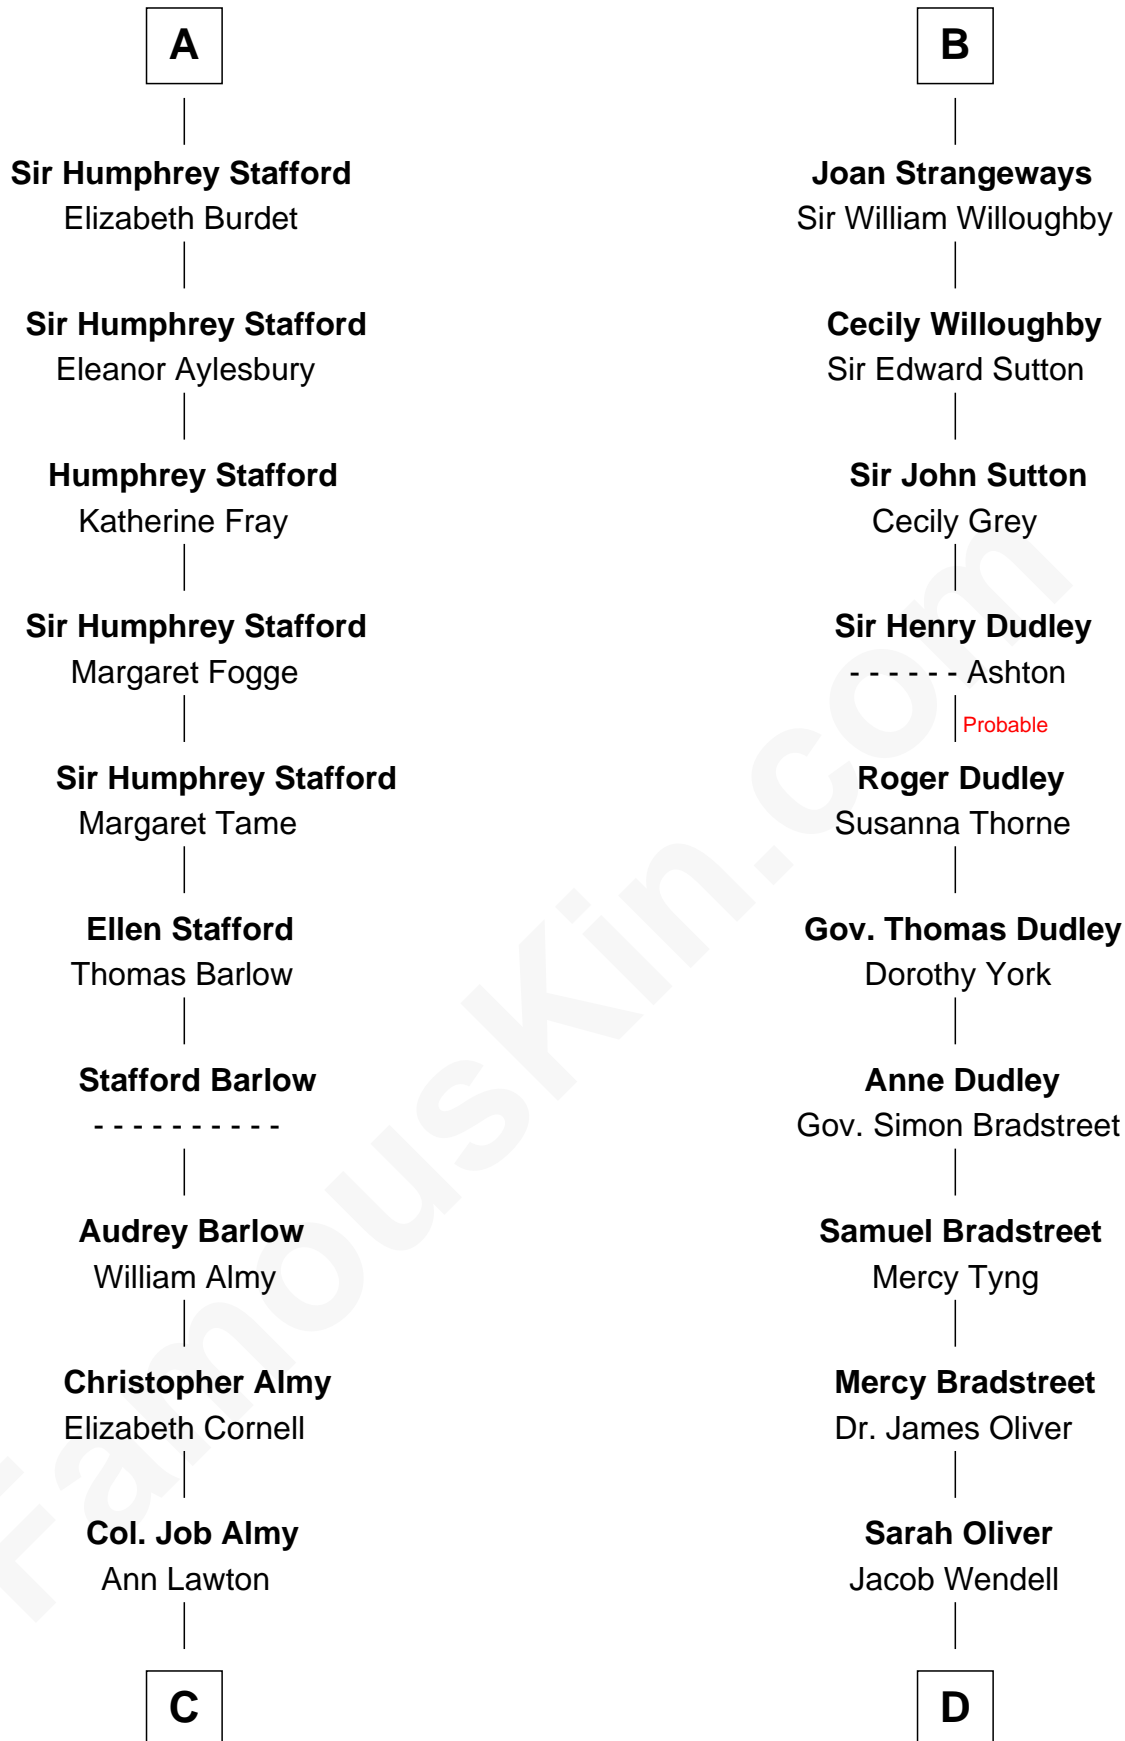 A
Sir Humphrey Stafford
Elizabeth Burdet
Sir Humphrey Stafford
Eleanor Aylesbury
Humphrey Stafford
Katherine Fray
Sir Humphrey Stafford
Margaret Fogge
Sir Humphrey Stafford
Margaret Tame
Ellen Stafford
Thomas Barlow
Stafford Barlow
- - - - - - - - - -
Audrey Barlow
William Almy
Christopher Almy
Elizabeth Cornell
Col. Job Almy
Ann Lawton
C
B
Joan Strangeways
Sir William Willoughby
Cecily Willoughby
Sir Edward Sutton
Sir John Sutton
Cecily Grey
Sir Henry Dudley
- - - - - - Ashton
Probable
Roger Dudley
Susanna Thorne
Gov. Thomas Dudley
Dorothy York
Anne Dudley
Gov. Simon Bradstreet
Samuel Bradstreet
Mercy Tyng
Mercy Bradstreet
Dr. James Oliver
Sarah Oliver
Jacob Wendell
D
FamousKin.com